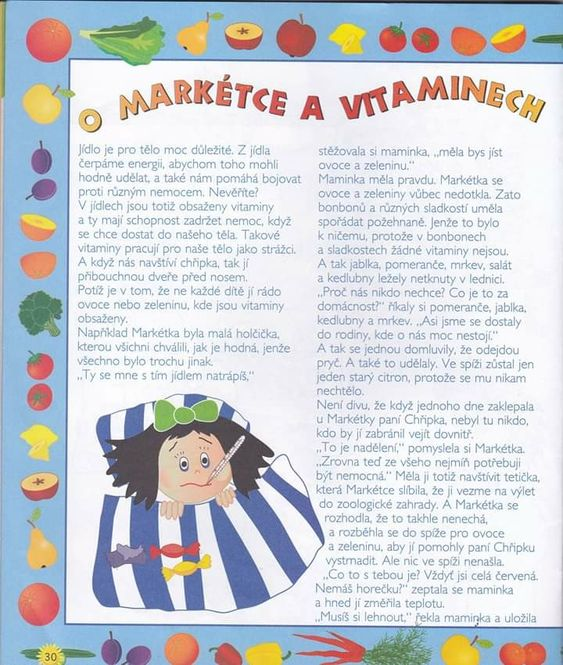 O MARKÉTCE A VITAMINECH
Jídlo je pro tělo moc důležité. Z jídla
čerpáme energii, abychom toho mohli
hodně udělat, a také nám pomáhá bojovat
proti různým nemocem. Nevěříte?
V jídlech jsou totiž obsaženy vitaminy
a ty mají schopnost zadržet nemoc, když
se chce dostat do našeho těla. Takové
vitaminy pracují pro naše tělo jako strážci.
A když nás navštíví chřipka, tak jí
přibouchnou dveře před nosem.
Potíž je v tom, že ne každé dítě jí rádo
ovoce nebo zeleninu, kde jsou vitaminy
obsaženy.
Například Markétka byla malá holčička,
kterou všichni chválili, jak je hodná, jenže
všechno bylo trochu jinak.
„Ty se mne s tím jídlem natrápíš,“
stěžovala si maminka, „měla bys jíst
ovoce a zeleninu.“
Maminka měla pravdu. Markétka se
ovoce a zeleniny vůbec nedotkla. Zato
bonbonů a různých sladkostí uměla
spořádat požehnaně. Jenže to bylo
k ničemu, protože v bonbonech
a sladkostech žádné vitaminy nejsou.
A tak jablka, pomeranče, mrkev, salát
a kedlubny ležely netknuty v lednici.
„Proč nás nikdo nechce? Co je to za
domácnost?“ říkaly si pomeranče, jablka,
kedlubny a mrkev. „Asi jsme se dostaly
do rodiny, kde o nás moc nestojí.“
A tak se jednou domluvily, že odejdou
pryč. A také to udělaly. Ve spíži zůstal jen
jeden starý citron, protože se mu nikam
nechtělo.
Není divu, že když jednoho dne zaklepala
u Markétky paní Chřipka, nebyl tu nikdo,
kdo by jí zabránil vejít dovnitř.
„To je nadělení,“ pomyslela si Markétka.
„Zrovna teď ze všeho nejmíň potřebuji
být nemocná.“ Měla ji totiž navštívit tetička,
která Markétce slíbila, že ji vezme na výlet
do zoologické zahrady. A Markétka se
rozhodla, že to takhle nenechá,
a rozběhla se do spíže pro ovoce
a zeleninu, aby jí pomohly paní Chřipku
vystrnadit. Ale nic ve spíži nenašla.
„Co to s tebou je? Vždyť jsi celá červená.
Nemáš horečku?“ zeptala se maminka
a hned jí změřila teplotu.
„Musíš si lehnout,“ řekla maminka a uložila
30